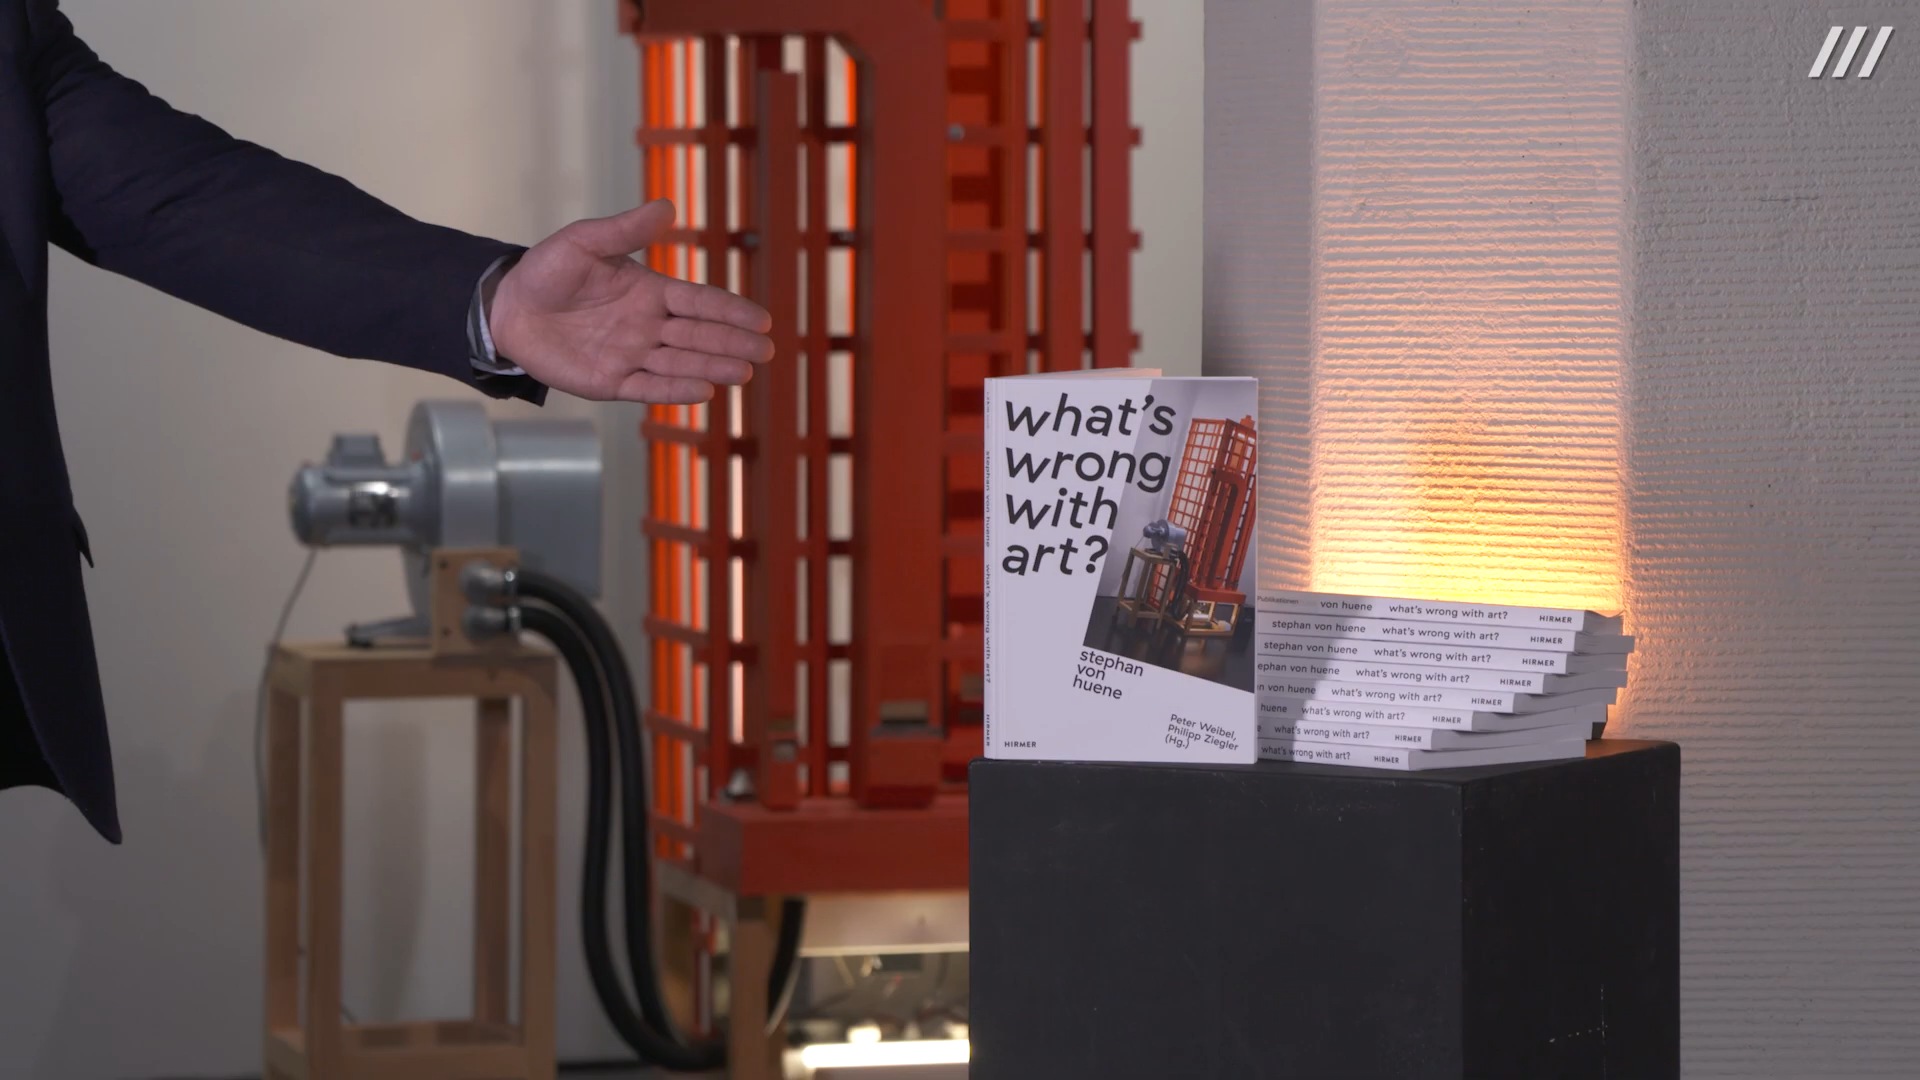 what's
wrong
with
art?
stephan
von
huene
Peter Weibel,
Philipp Ziegler
(Hg.)
HIRMER
stephan von huene what's wrong with art? HIRMER
Publikationen von huene what's wrong with art? HIRMER
stephan von huene what's wrong with art? HIRMER
stephan von huene what's wrong with art? HIRMER
ephan von huene what's wrong with art? HIRMER
n von huene what's wrong with art? HIRMER
huene what's wrong with art? HIRMER
what's wrong with art? HIRMER
what's wrong with art? HIRMER